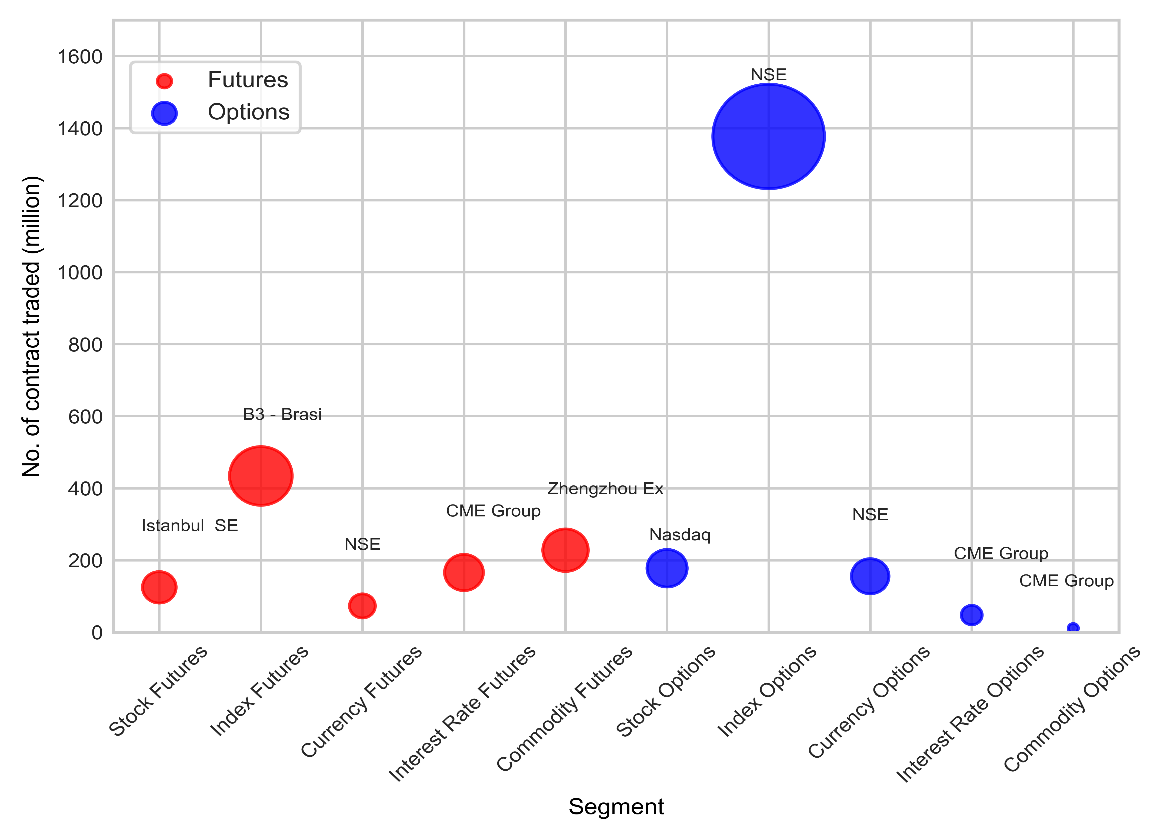 No. of contract traded (million)
1600
1400
1200
1000
800
600
400
200
0
Futures
Options
NSE
B3 - Brasi
Zhengzhou Ex
CME Group
Istanbul  SE
NSE
Nasdaq
NSE
CME Group
CME Group
Stock Futures
Index Futures
Currency Futures
Interest Rate Futures
Commodity Futures
Stock Options
Index Options
Currency Options
Interest Rate Options
Commodity Options
Segment